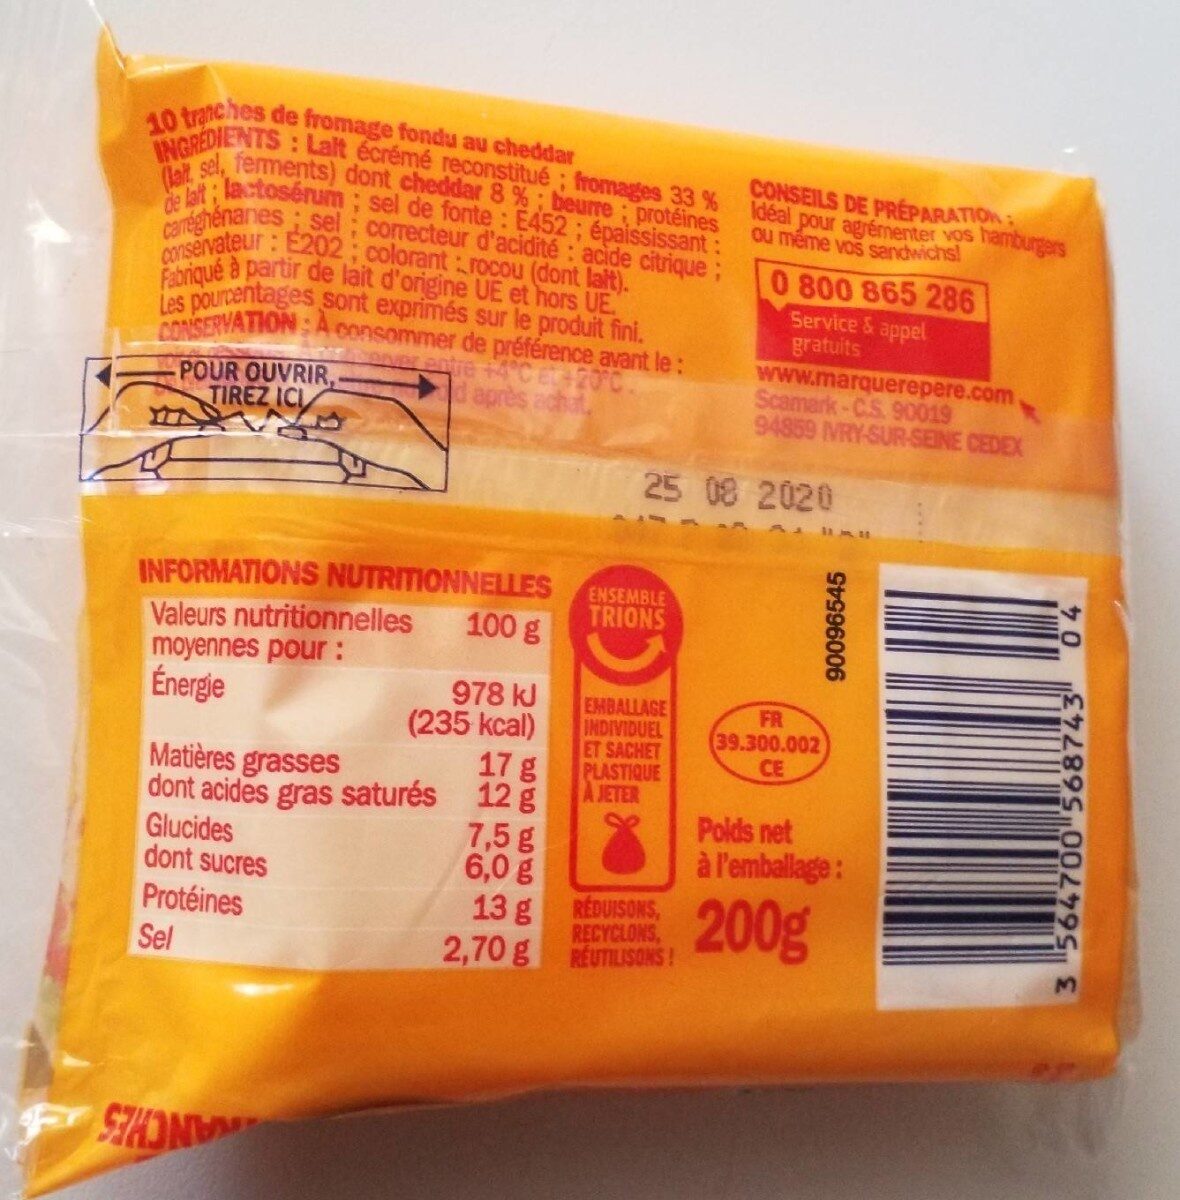 10 tranches de fromage fondu au cheddar
INGRÉDIENTS : Lait écrémé reconstitué ; fromages 33 %
(lait, sel, ferments) dont cheddar 8 % ; beurre ; protéines
de lait ; lactosérum ; sel de fonte : E452 ; épaississant :
carréghénanes ; sel ; correcteur d'acidité : acide citrique ;
conservateur : E202 ; colorant : rocou (dont lait).
Fabriqué à partir de lait d'origine UE et hors UE.
Les pourcentages sont exprimés sur le produit fini.
CONSERVATION : À consommer de préférence avant le :
entre +4°C et +20°C
après achat.
POUR OUVRIR,
TIREZ ICI
CONSEILS DE PRÉPARATION :
Idéal pour agrémenter vos hamburgers
ou même vos sandwichs!
0 800 865 286
Service & appel
gratuits
www.marquerepere.com
Scamark - C.S. 90019
94859 IVRY-SUR-SEINE CEDEX
25 08 2020
INFORMATIONS NUTRITIONNELLES
Valeurs nutritionnelles 100 g
moyennes pour :
Énergie 978 kJ
(235 kcal)
Matières grasses 17 g
dont acides gras saturés 12 g
Glucides 7,5 g
dont sucres 6,0 g
Protéines 13 g
Sel 2,70 g
ENSEMBLE
TRIONS
EMBALLAGE
INDIVIDUEL
ET SACHET
PLASTIQUE
À JETER
RÉDUISONS,
RECYCLONS,
RÉUTILISONS !
FR
39.300.002
CE
Poids net
à l'emballage :
200g
90096545
3 564700 568743 04
TRANCHES